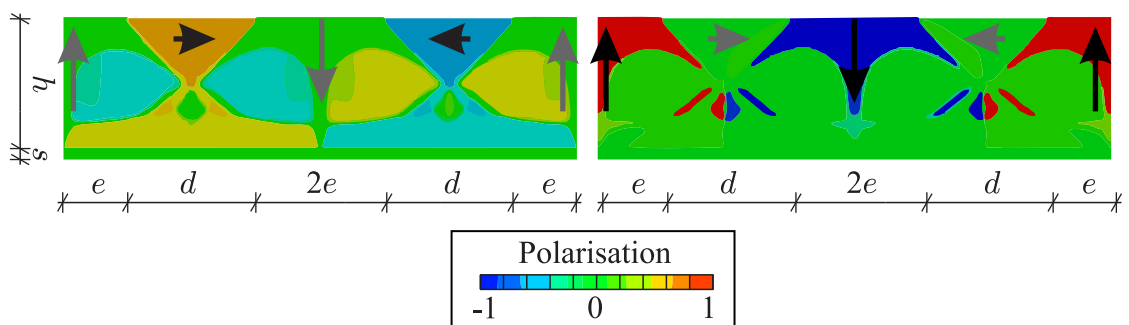 h
s
e d 2e d e e d 2e d e
Polarisation
-1 0 1